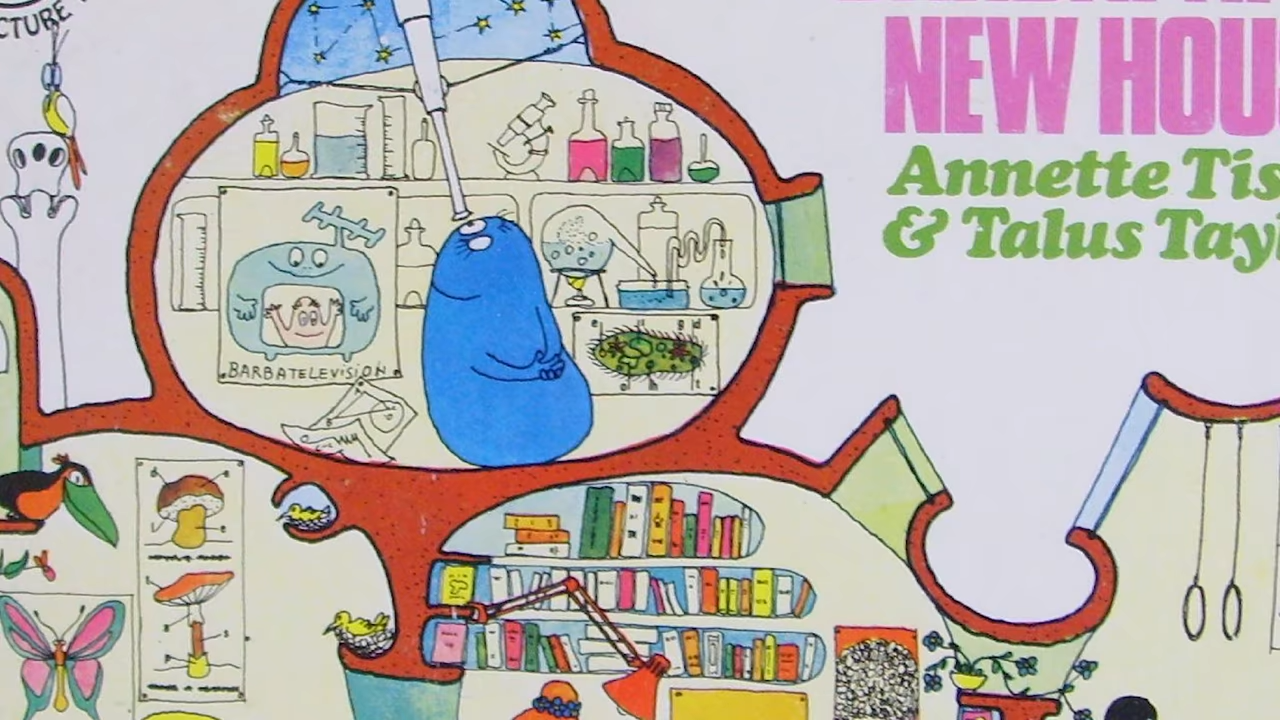 CTURE
NEW HOU
Annette Tis
& Talus Tay
BARBATELEVISION